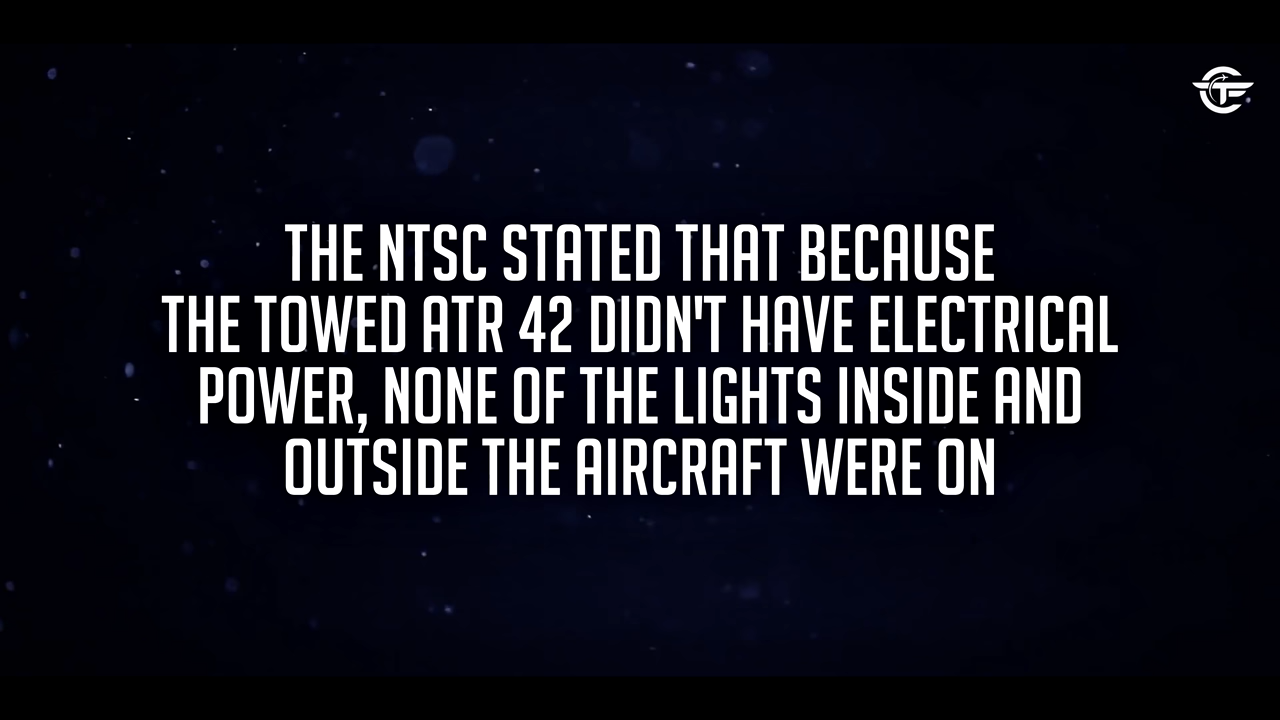 THE NTSC STATED THAT BECAUSE
THE TOWED ATR 42 DIDN'T HAVE ELECTRICAL
POWER, NONE OF THE LIGHTS INSIDE AND
OUTSIDE THE AIRCRAFT WERE ON